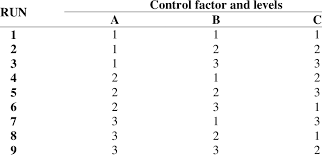 Control factor and levels
RUN
A B C
1 1 1 1
2 1 2 2
3 1 3 3
4 2 1 2
5 2 2 3
6 2 3 1
7 3 1 3
8 3 2 1
9 3 3 2